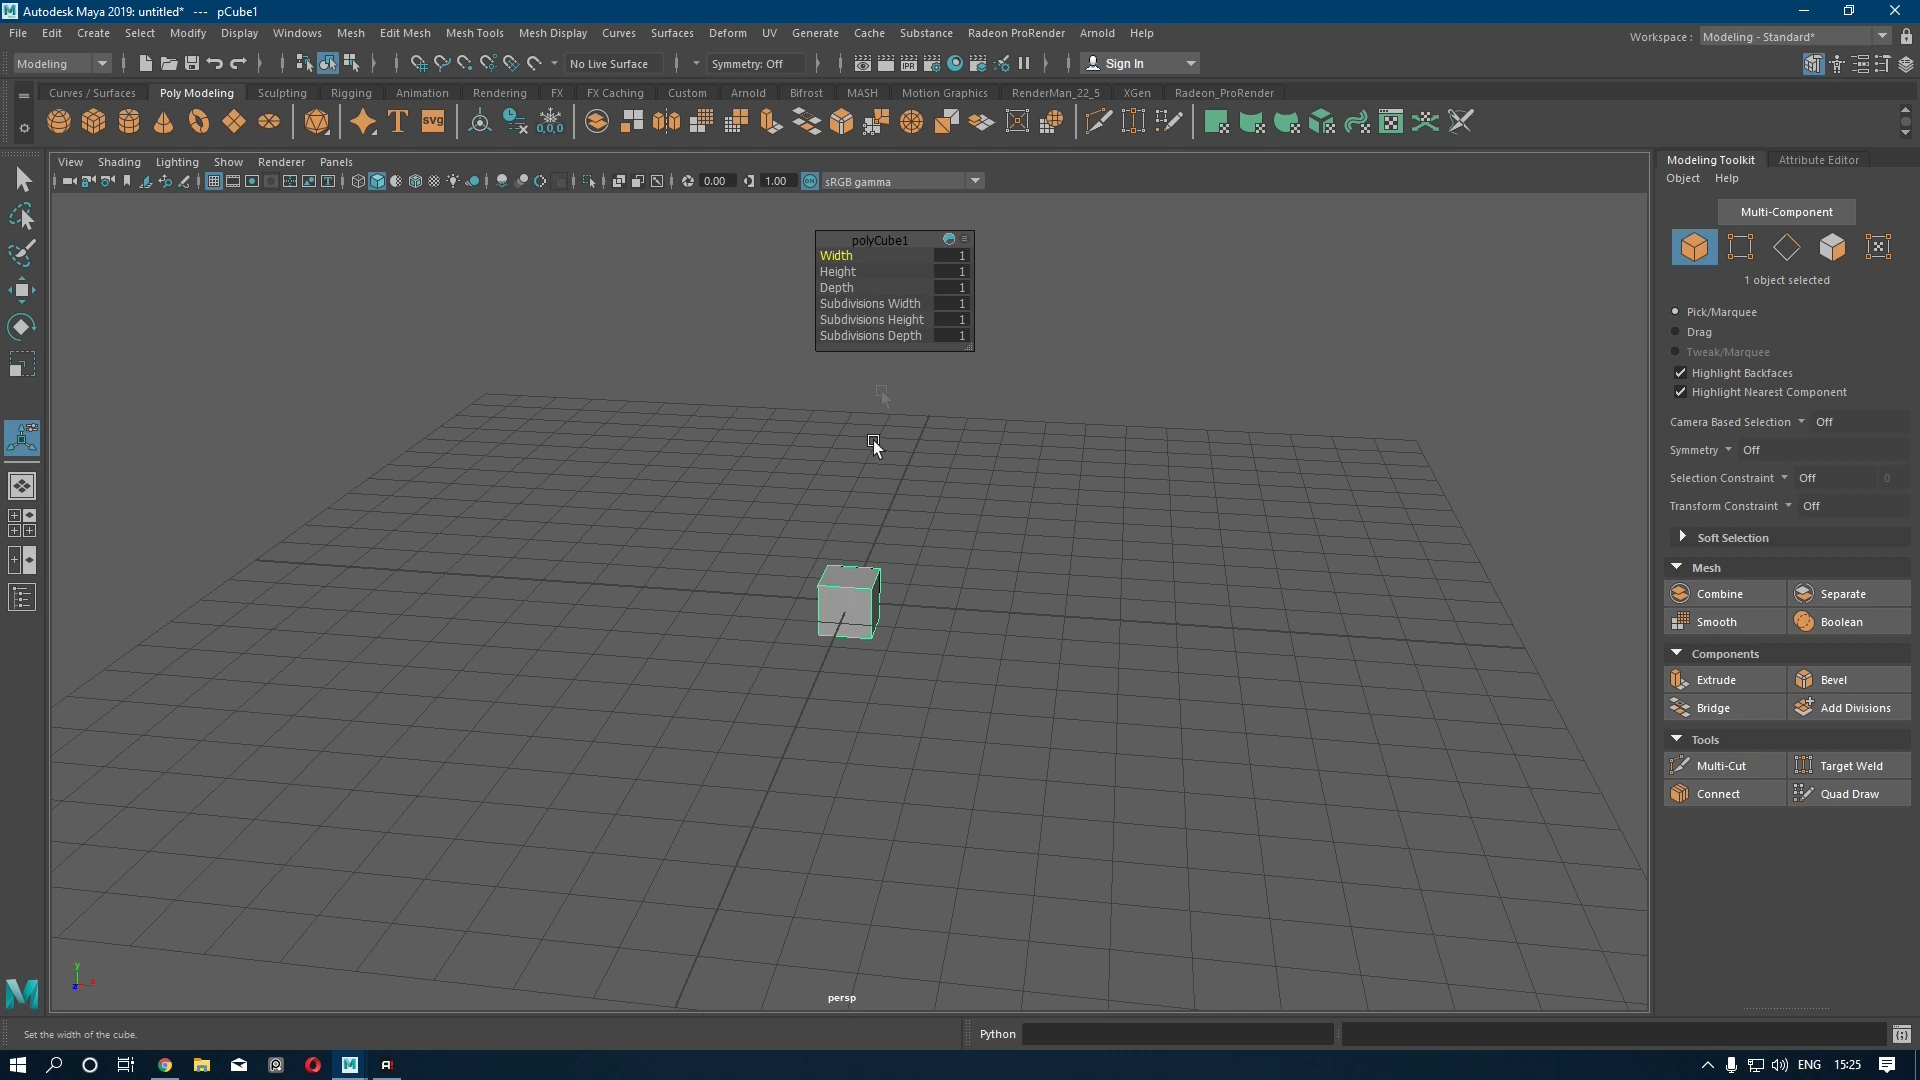 Autodesk Maya 2019: untitled* --- pCube1
File Edit Create Select Modify Display Windows Mesh Edit Mesh Mesh Tools Mesh Display Curves Surfaces Deform UV Generate Cache Substance Radeon ProRender Arnold Help
Workspace : Modeling - Standard*
Modeling
No Live Surface
Symmetry: Off
IPR
Sign In
Curves / Surfaces Poly Modeling Sculpting Rigging Animation Rendering FX FX Caching Custom Arnold Bifrost MASH Motion Graphics RenderMan_22_5 XGen Radeon_ProRender
T
SVG
0,0,0
View Shading Lighting Show Renderer Panels
0.00
1.00
sRGB gamma
polyCube1
Width 1
Height 1
Depth 1
Subdivisions Width 1
Subdivisions Height 1
Subdivisions Depth 1
y
x
z
persp
Modeling Toolkit Attribute Editor
Object Help
Multi-Component
1 object selected
Pick/Marquee
Drag
Tweak/Marquee
Highlight Backfaces
Highlight Nearest Component
Camera Based Selection Off
Symmetry Off
Selection Constraint Off 0
Transform Constraint Off
Soft Selection
Mesh
Combine Separate
Smooth Boolean
Components
Extrude Bevel
Bridge Add Divisions
Tools
Multi-Cut Target Weld
Connect Quad Draw
Set the width of the cube.
Python
ENG 15:25